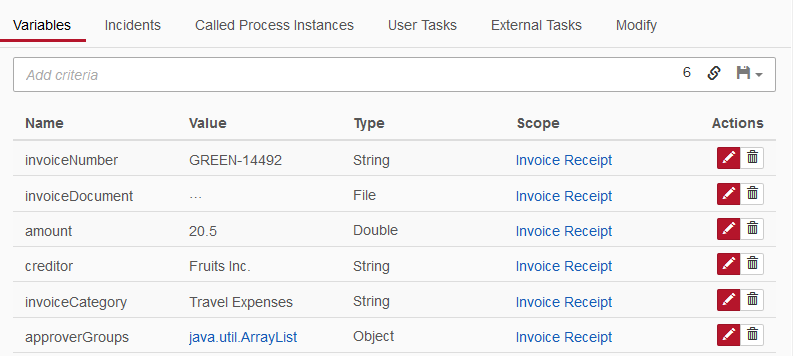 Variables Incidents Called Process Instances User Tasks External Tasks Modify
Add criteria 6
Name Value Type Scope Actions
invoiceNumber GREEN-14492 String Invoice Receipt
invoiceDocument ... File Invoice Receipt
amount 20.5 Double Invoice Receipt
creditor Fruits Inc. String Invoice Receipt
invoiceCategory Travel Expenses String Invoice Receipt
approverGroups java.util.ArrayList Object Invoice Receipt